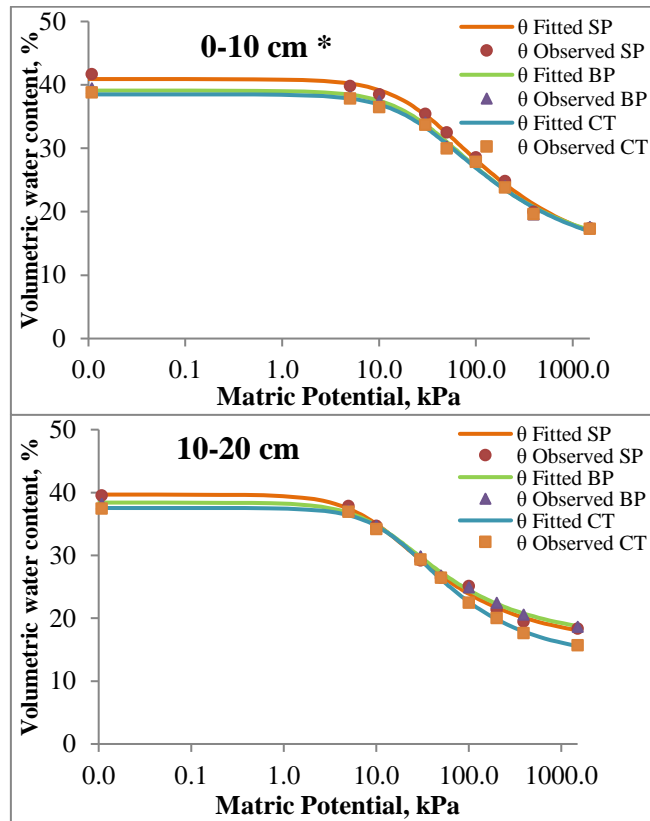 0-10 cm *
Volumetric water content, %
50
40
30
20
10
0
0.0 0.1 1.0 10.0 100.0 1000.0
Matric Potential, kPa
θ Fitted SP
θ Observed SP
θ Fitted BP
θ Observed BP
θ Fitted CT
θ Observed CT
10-20 cm
Volumetric water content, %
50
40
30
20
10
0
0.0 0.1 1.0 10.0 100.0 1000.0
Matric Potential, kPa
θ Fitted SP
θ Observed SP
θ Fitted BP
θ Observed BP
θ Fitted CT
θ Observed CT